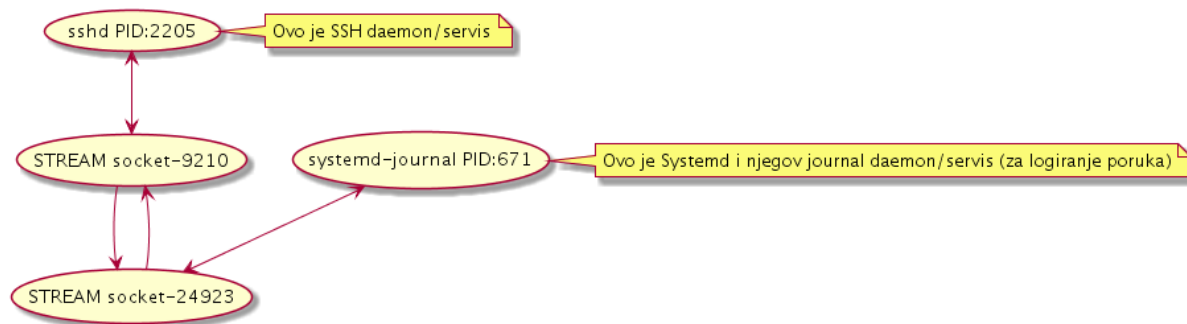 sshd PID:2205
Ovo je SSH daemon/servis
STREAM socket-9210
systemd-journal PID:671
Ovo je Systemd i njegov journal daemon/servis (za logiranje poruka)
STREAM socket-24923